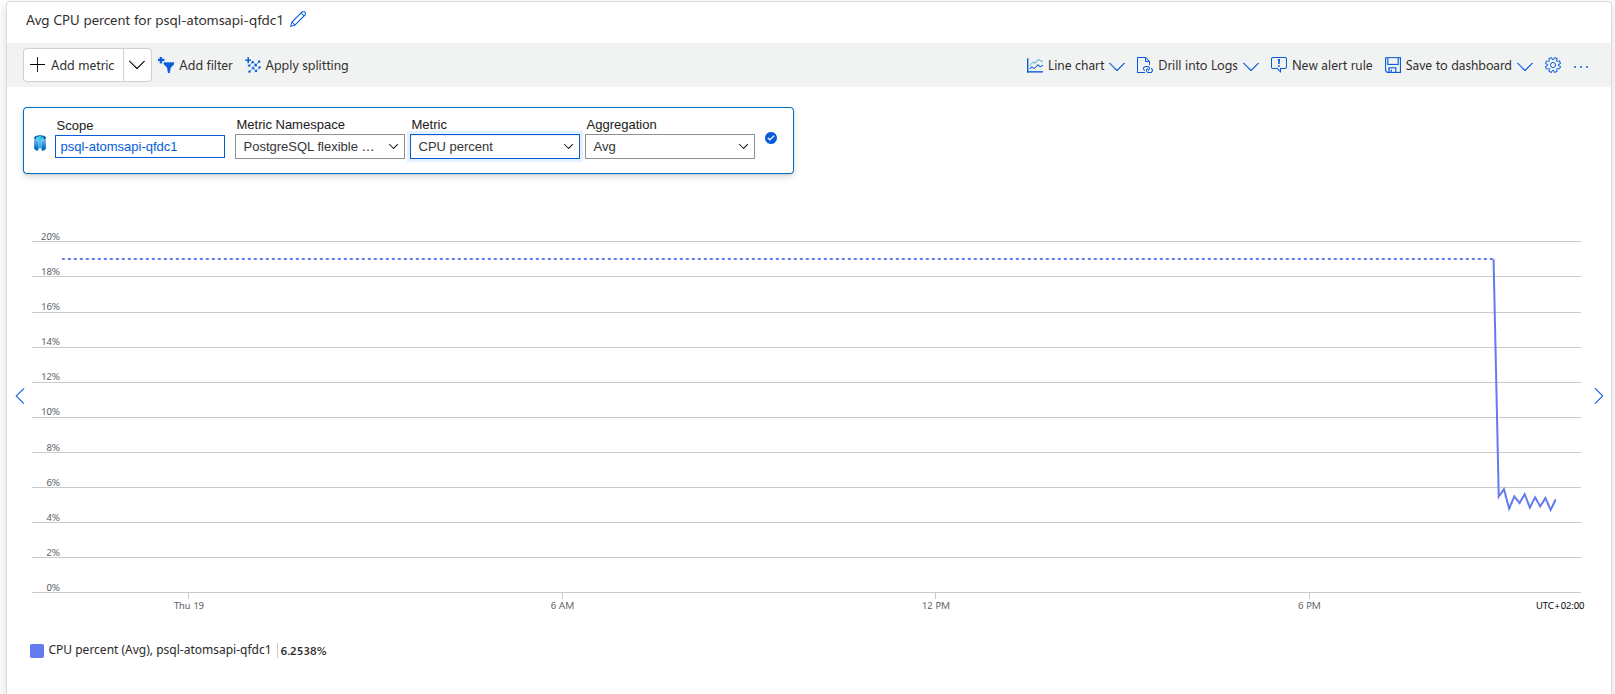 Avg CPU percent for psql-atomsapi-qfdc1
Add metric Add filter Apply splitting Line chart Drill into Logs New alert rule Save to dashboard ...
Scope Metric Namespace Metric Aggregation
psql-atomsapi-qfdc1 PostgreSQL flexible ... CPU percent Avg
20%
18%
16%
14%
12%
10%
8%
6%
4%
2%
0%
Thu 19 6 AM 12 PM 6 PM UTC+02:00
CPU percent (Avg), psql-atomsapi-qfdc1 6.2538%